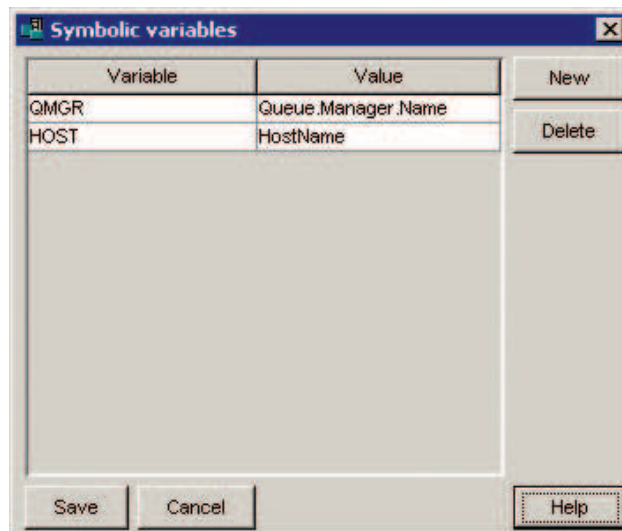 Symbolic variables
Variable Value New
QMGR Queue.Manager.Name
HOST HostName Delete
Save Cancel Help